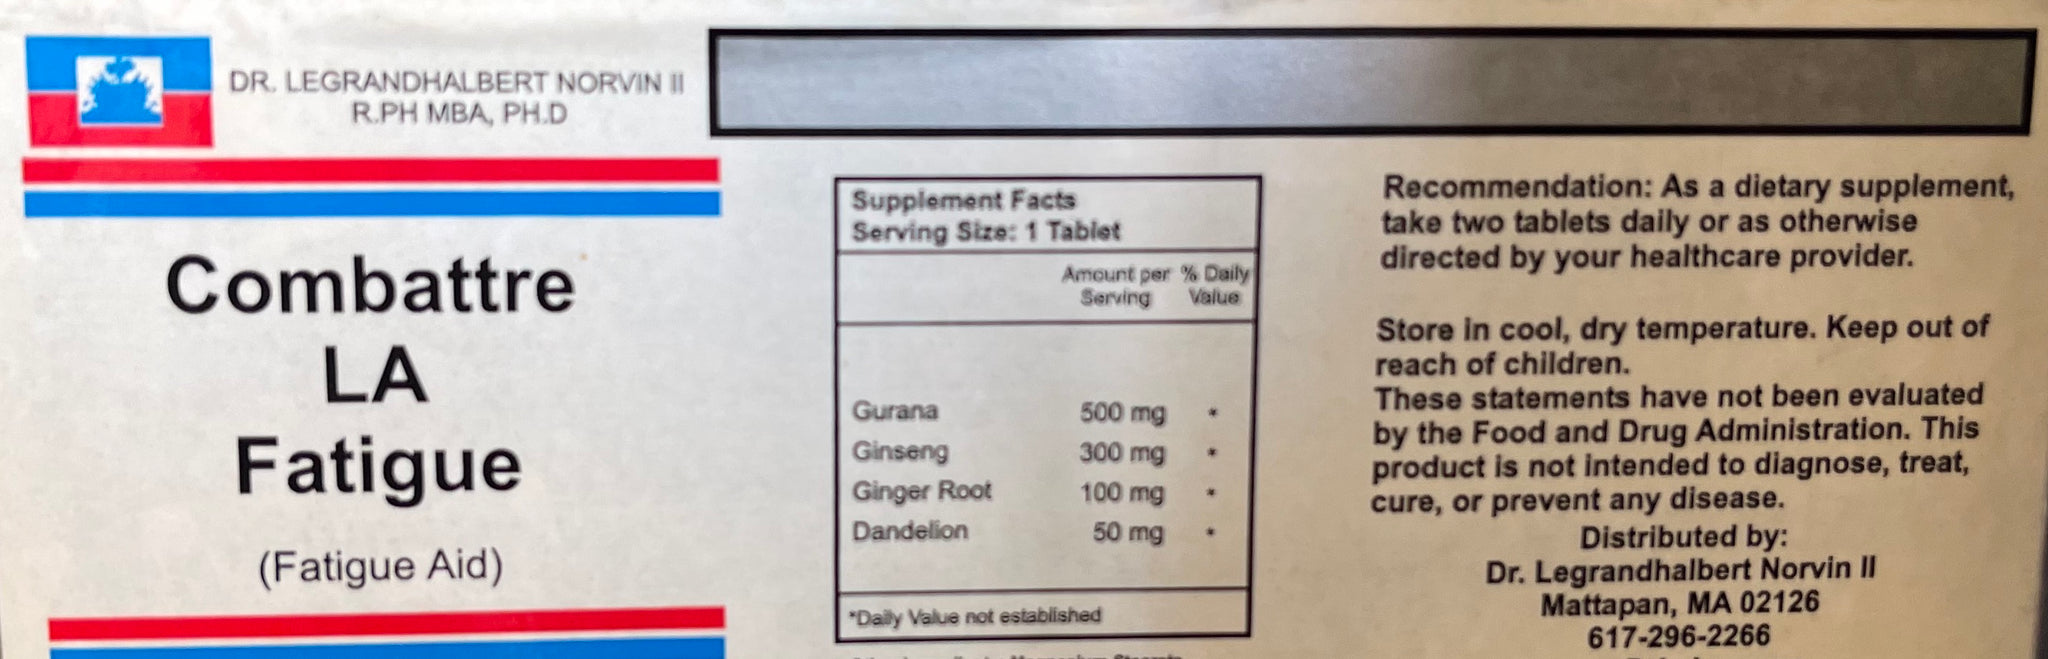 DR. LEGRANDHALBERT NORVIN II
R.PH MBA, PH.D
Combattre
LA
Fatigue
(Fatigue Aid)
Supplement Facts
Serving Size: 1 Tablet
Amount per % Daily
Serving Value
Gurana 500 mg *
Ginseng 300 mg *
Ginger Root 100 mg *
Dandelion 50 mg *
*Daily Value not established
Recommendation: As a dietary supplement,
take two tablets daily or as otherwise
directed by your healthcare provider.
Store in cool, dry temperature. Keep out of
reach of children.
These statements have not been evaluated
by the Food and Drug Administration. This
product is not intended to diagnose, treat,
cure, or prevent any disease.
Distributed by:
Dr. Legrandhalbert Norvin II
Mattapan, MA 02126
617-296-2266